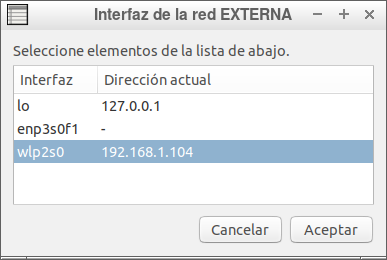 Interfaz de la red EXTERNA
Seleccione elementos de la lista de abajo.
Interfaz Dirección actual
lo 127.0.0.1
enp3s0f1 -
wlp2s0 192.168.1.104
Cancelar Aceptar